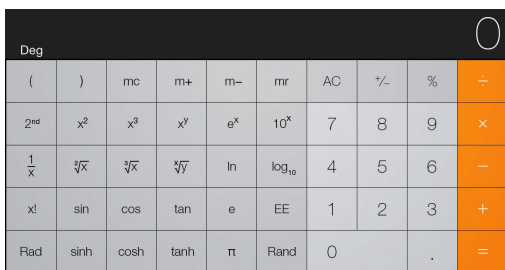 0
Deg
( ) mc m+ m− mr AC +/− % ÷
2nd x² x³ xʸ eˣ 10ˣ 7 8 9 ×
1/x ²√x ³√x ˣ√y ln log₁₀ 4 5 6 −
x! sin cos tan e EE 1 2 3 +
Rad sinh cosh tanh π Rand 0 . =